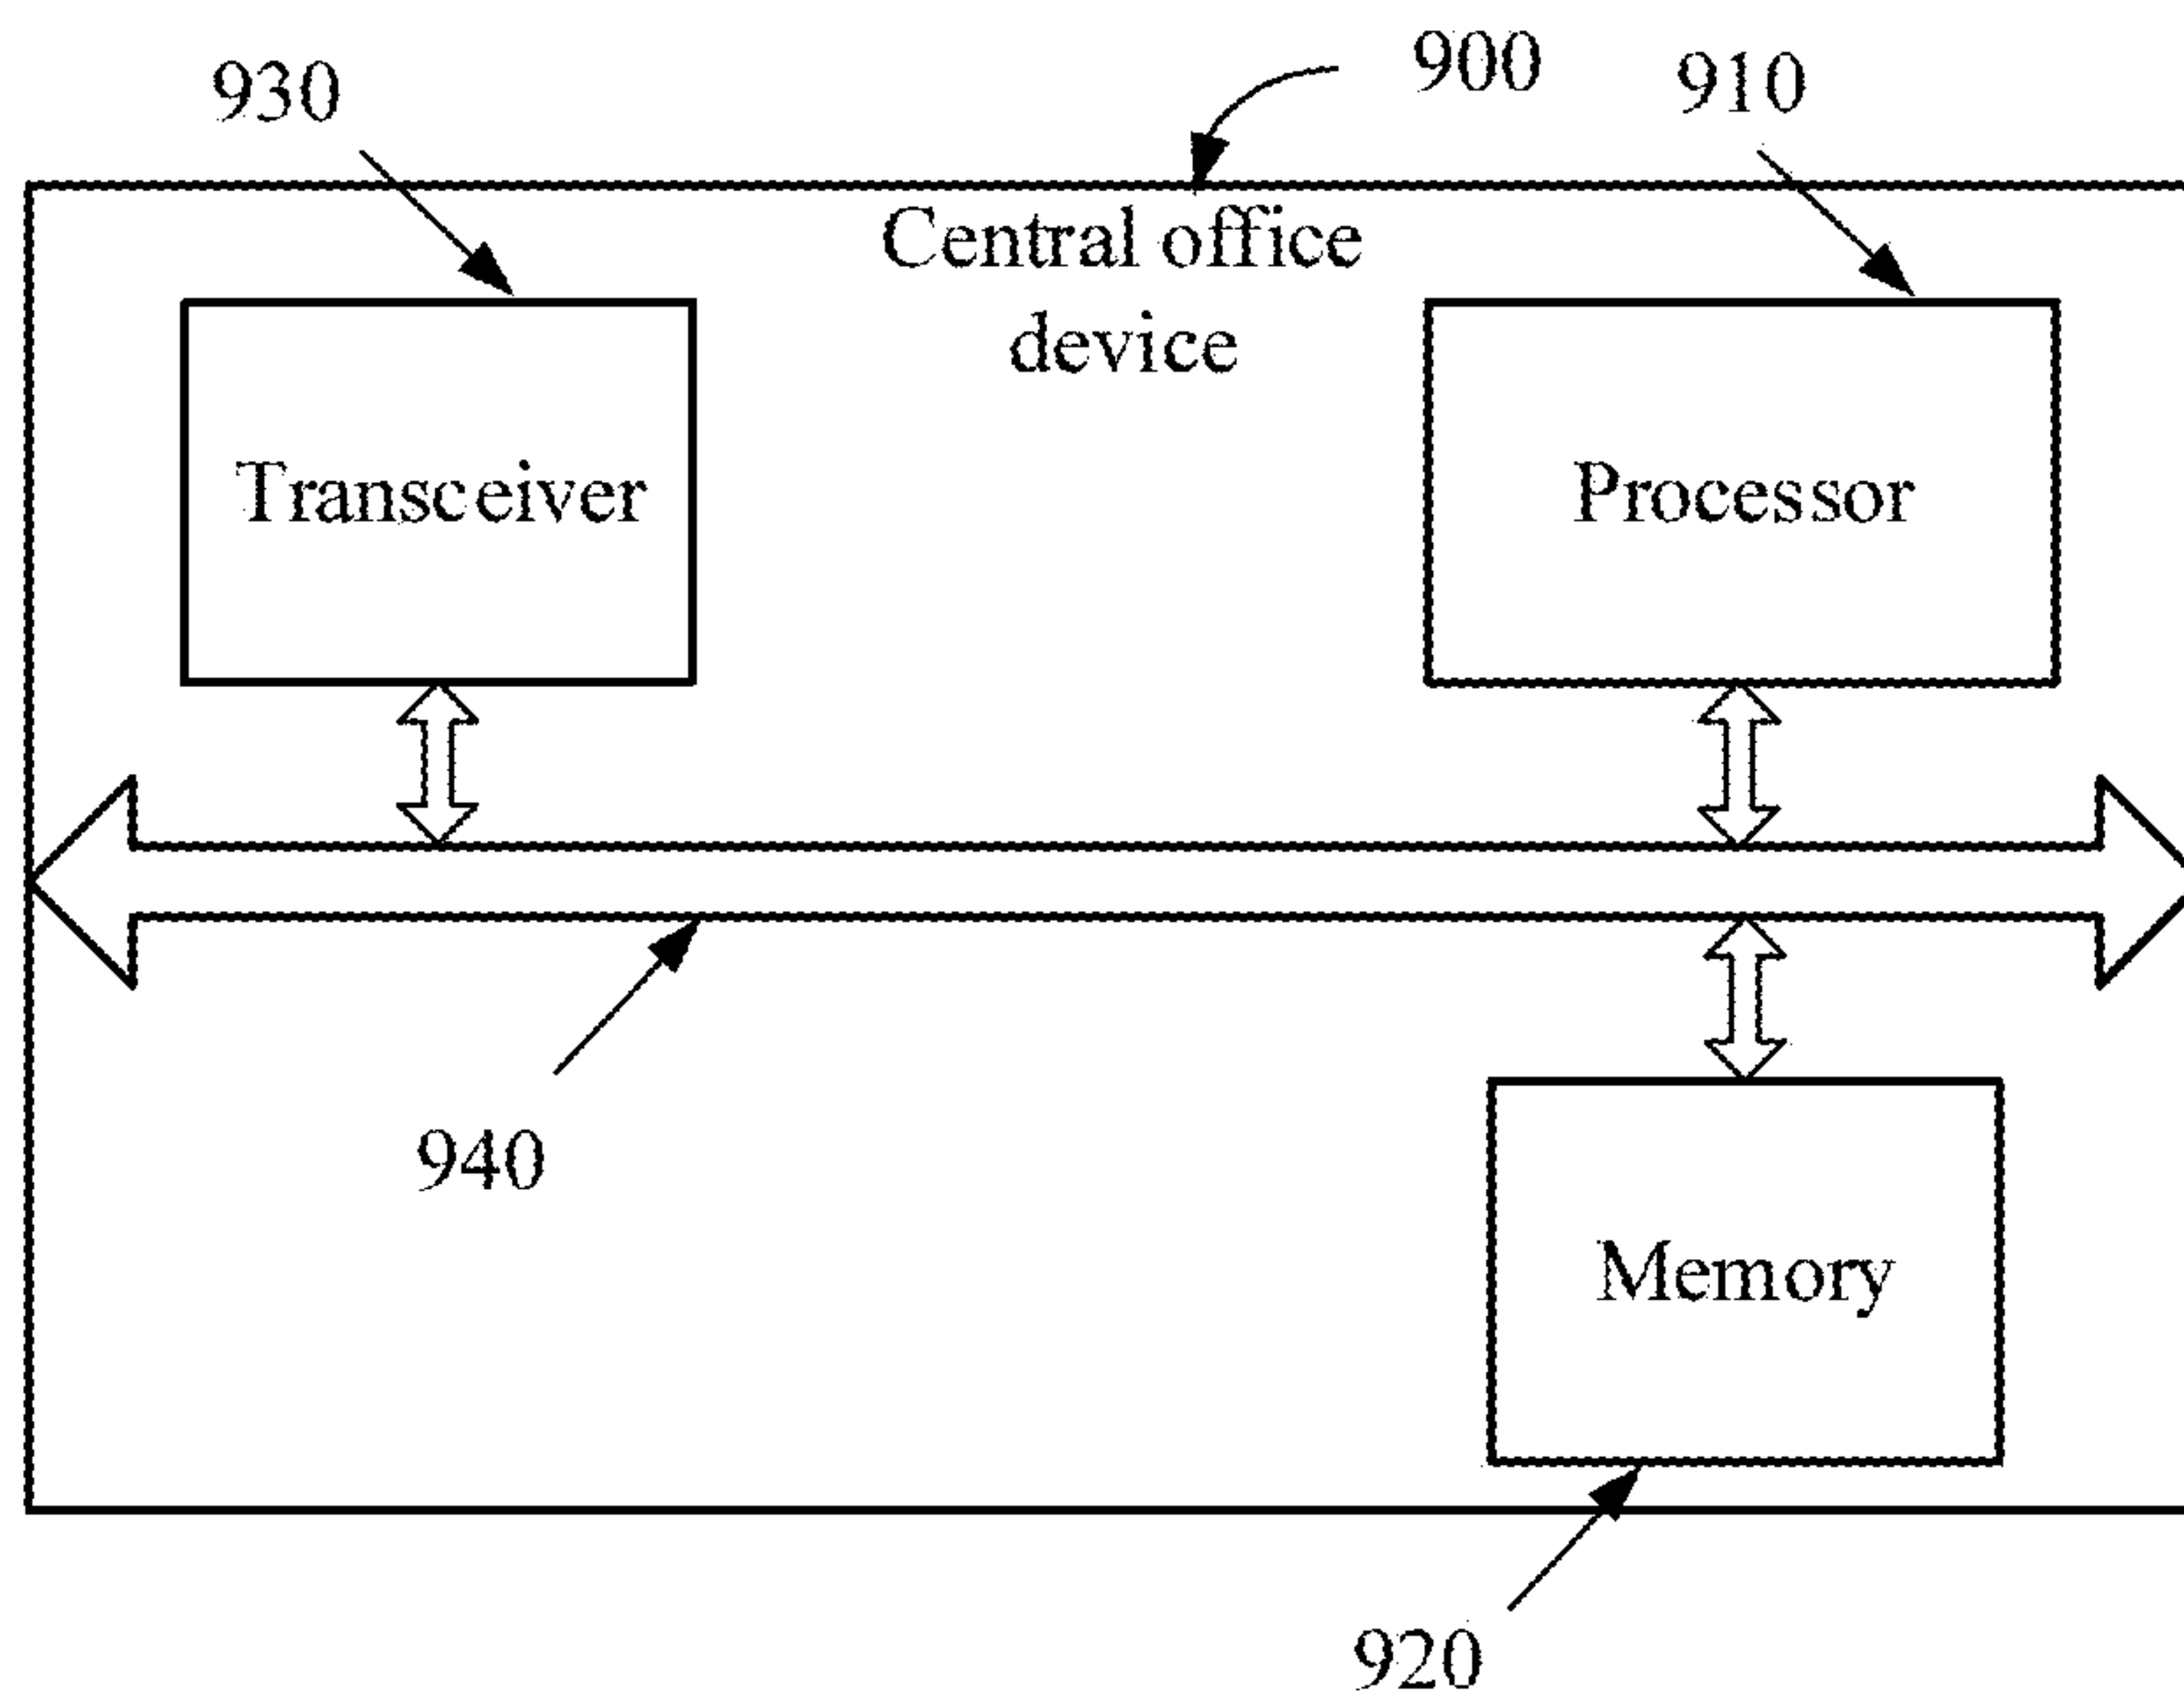 930
900
910
Central office
device
Transceiver
Processor
940
Memory
920